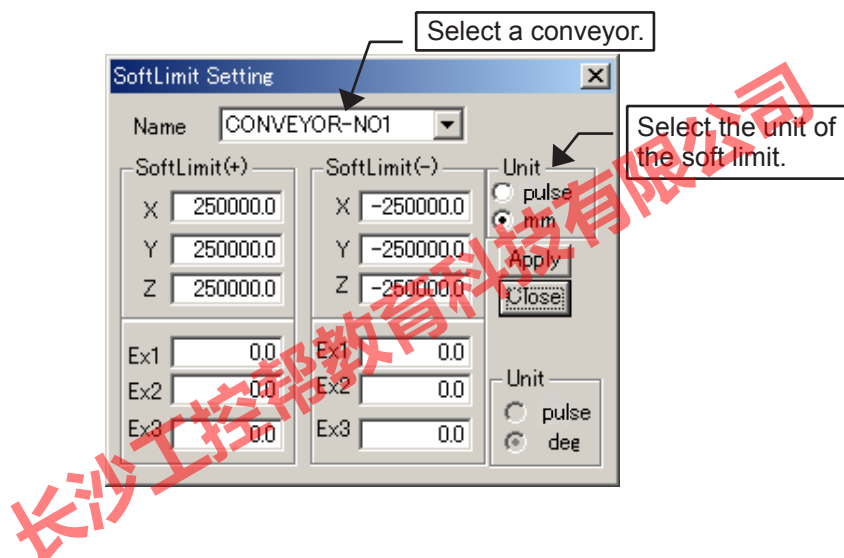 Select a conveyor.
SoftLimit Setting
Name CONVEYOR-NO1
Select the unit of
the soft limit.
SoftLimit(+) SoftLimit(-) Unit
X 250000.0 X -250000.0 pulse
mm
Y 250000.0 Y -250000.0 Apply
Z 250000.0 Z -250000.0 Close
Ex1 0.0 Ex1 0.0
Ex2 0.0 Ex2 0.0 Unit
pulse
Ex3 0.0 Ex3 0.0 deg
长沙工控帮教育科技有限公司